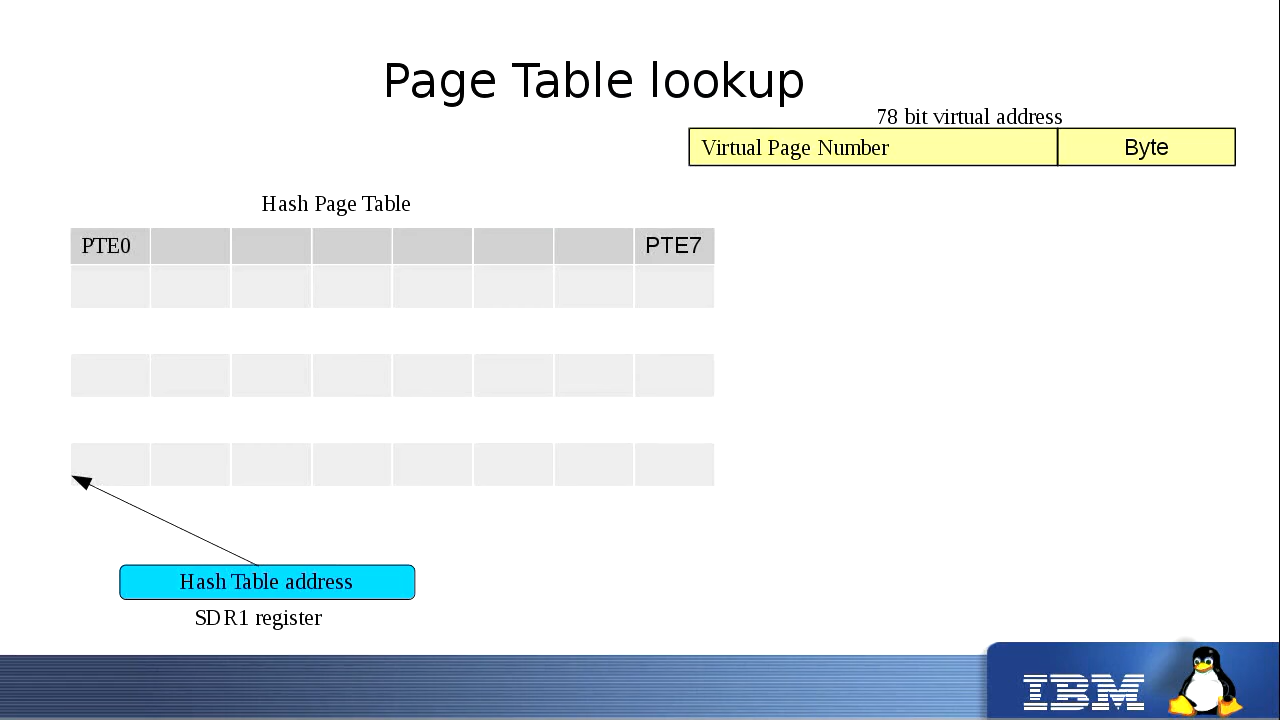 Page Table lookup
78 bit virtual address
Virtual Page Number
Byte
Hash Page Table
PTE0
PTE7
Hash Table address
SDR1 register
IBM